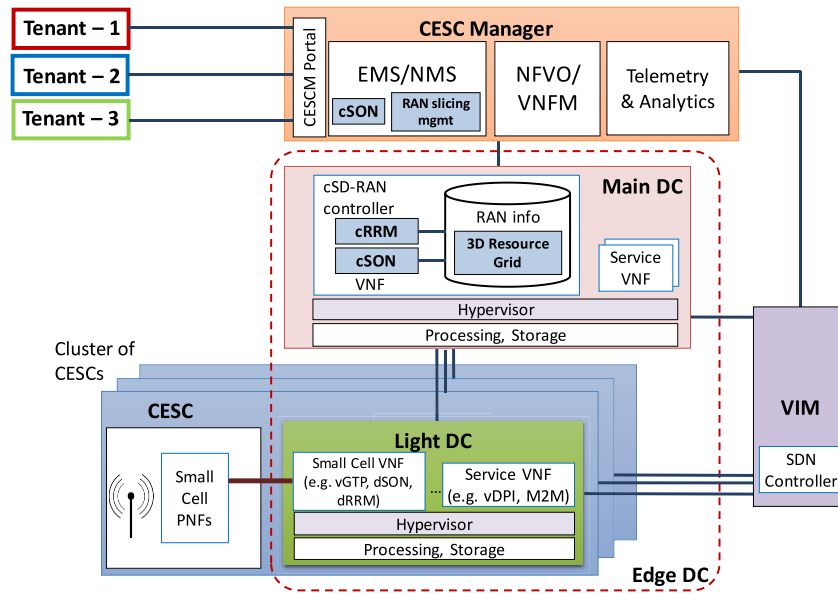 Tenant – 1
Tenant – 2
Tenant – 3
CESC Manager
CESCM Portal
EMS/NMS
cSON
RAN slicing
mgmt
NFVO/
VNFM
Telemetry
& Analytics
Main DC
cSD-RAN
controller
cRRM
cSON
VNF
RAN info
3D Resource
Grid
Service
VNF
Hypervisor
Processing, Storage
Cluster of
CESCs
CESC
Small
Cell
PNFs
Light DC
Small Cell VNF
(e.g. vGTP, dSON,
dRRM)
...
Service VNF
(e.g. vDPI, M2M)
Hypervisor
Processing, Storage
Edge DC
VIM
SDN
Controller